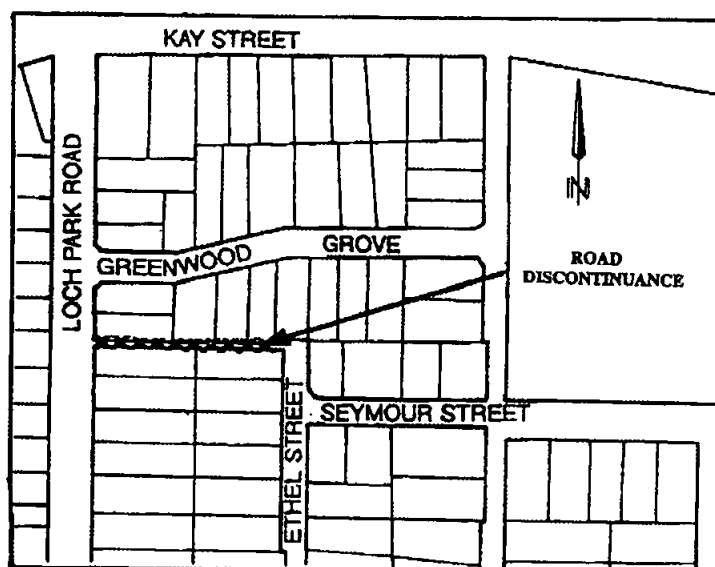 KAY STREET
LOCH PARK ROAD
GREENWOOD GROVE
N
ROAD
DISCONTINUANCE
SEYMOUR STREET
ETHEL STREET